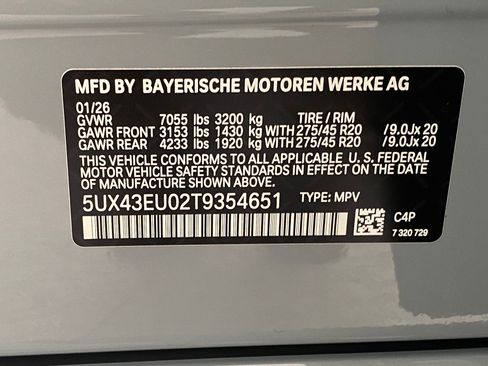 MFD BY BAYERISCHE MOTOREN WERKE AG
01/26
GVWR 7055 lbs 3200 kg TIRE / RIM
GAWR FRONT 3153 lbs 1430 kg WITH 275/45 R20 /9.0Jx 20
GAWR REAR 4233 lbs 1920 kg WITH 275/45 R20 /9.0Jx 20
THIS VEHICLE CONFORMS TO ALL APPLICABLE U. S. FEDERAL
MOTOR VEHICLE SAFETY STANDARDS IN EFFECT ON THE DATE OF
MANUFACTURE SHOWN ABOVE.
5UX43EU02T9354651 TYPE: MPV
C4P
7 320 729